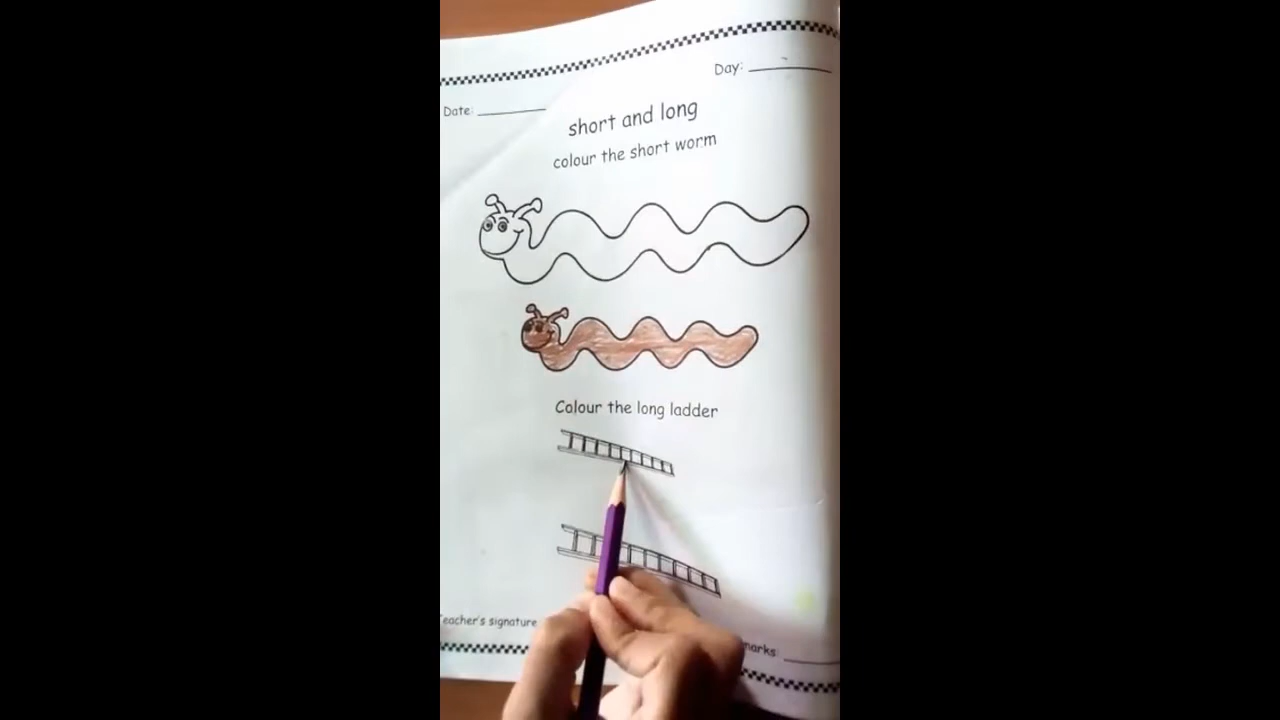 Day:
Date:
short and long
colour the short worm
Colour the long ladder
Teacher's signature
marks: